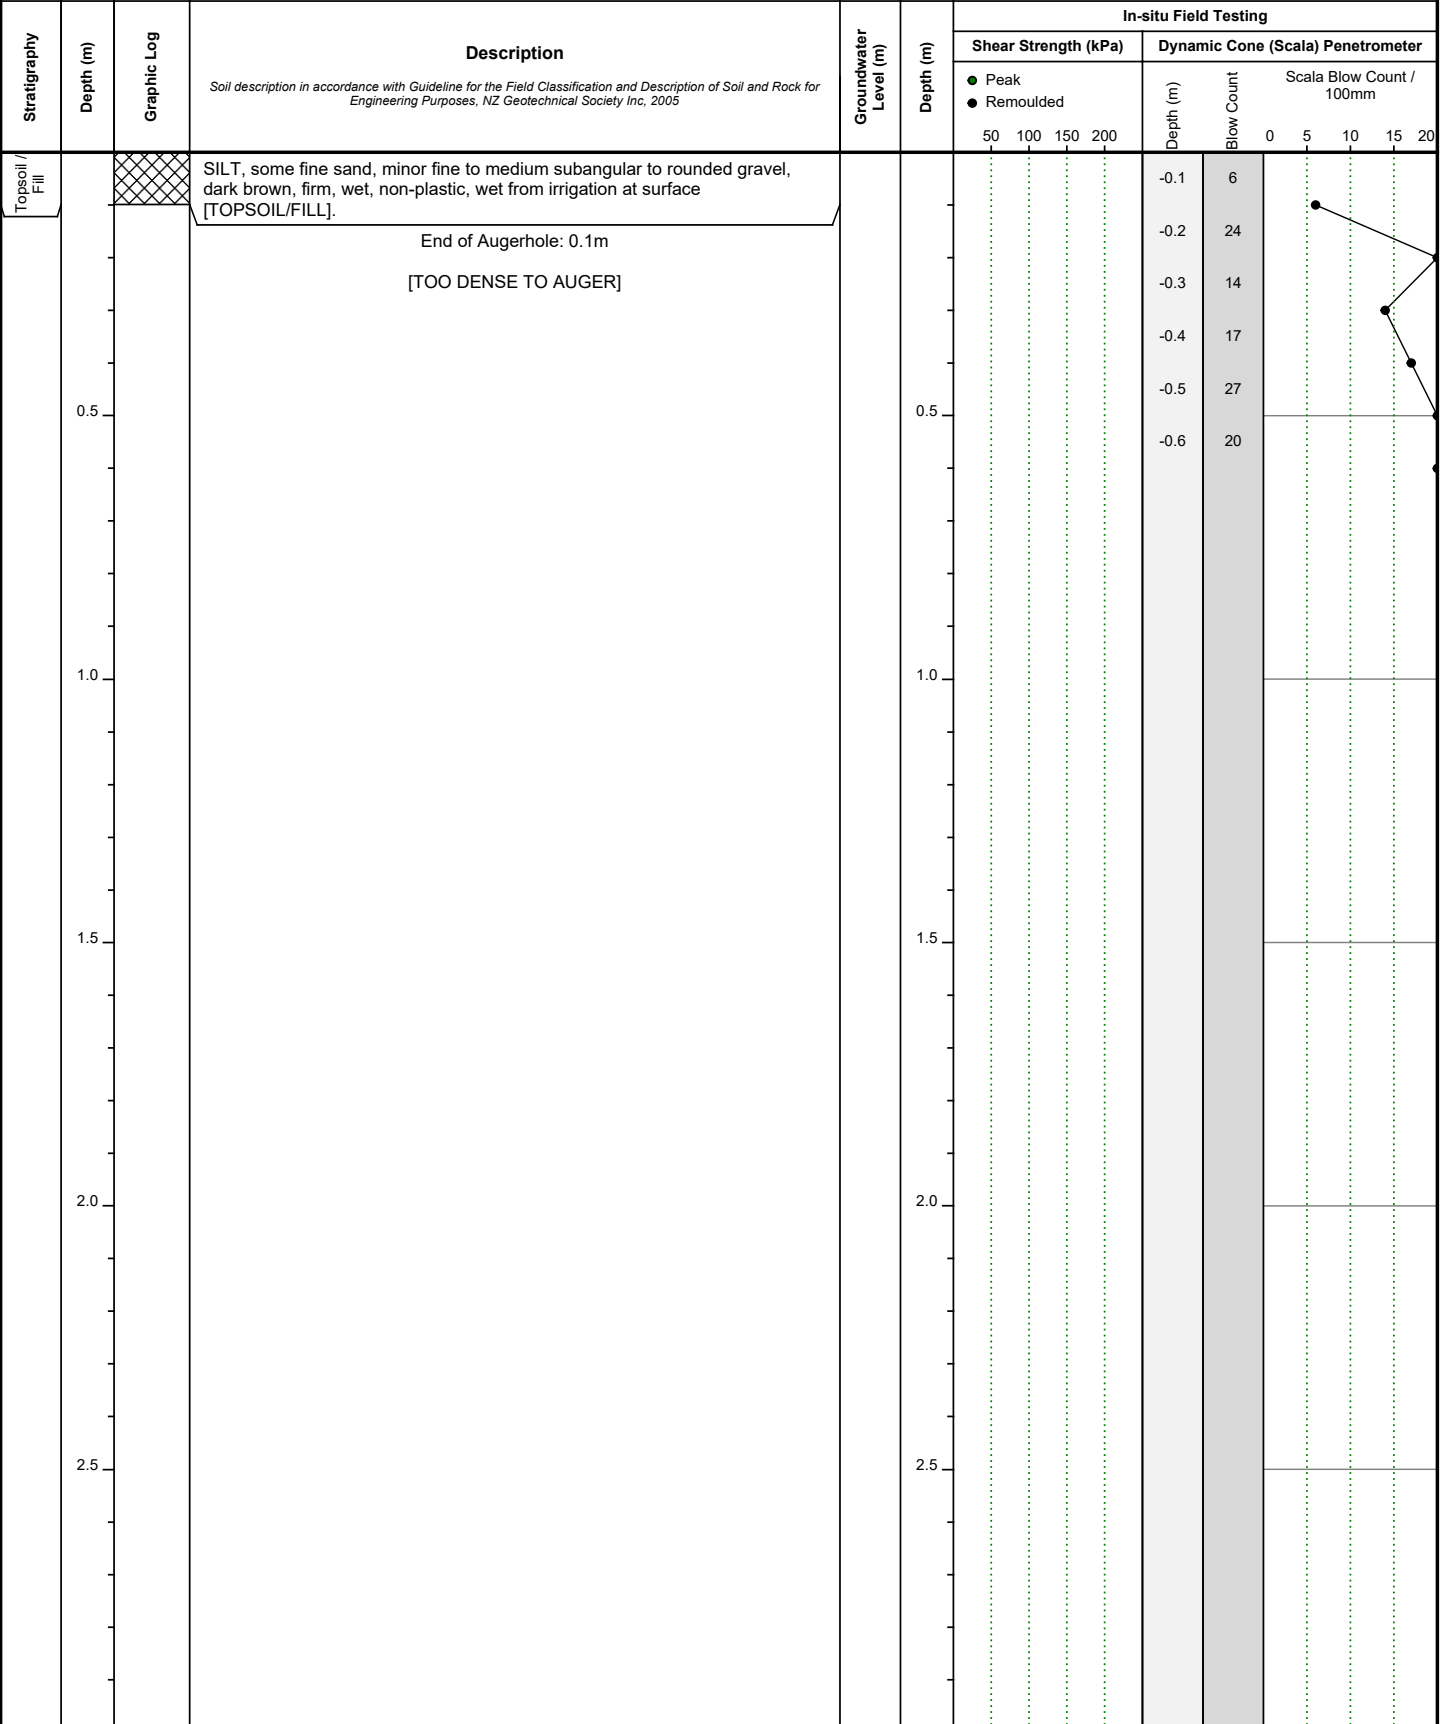 Stratigraphy
Depth (m)
Graphic Log
Description
Soil description in accordance with Guideline for the Field Classification and Description of Soil and Rock for
Engineering Purposes, NZ Geotechnical Society Inc, 2005
Groundwater
Level (m)
Depth (m)
In-situ Field Testing
Shear Strength (kPa)
Dynamic Cone (Scala) Penetrometer
Peak
Remoulded
50 100 150 200
Depth (m)
Blow Count
Scala Blow Count /
100mm
0 5 10 15 20
Topsoil /
Fill
SILT, some fine sand, minor fine to medium subangular to rounded gravel,
dark brown, firm, wet, non-plastic, wet from irrigation at surface
[TOPSOIL/FILL].
End of Augerhole: 0.1m
[TOO DENSE TO AUGER]
-0.1 6
-0.2 24
-0.3 14
-0.4 17
-0.5 27
-0.6 20
0.5 0.5
1.0 1.0
1.5 1.5
2.0 2.0
2.5 2.5